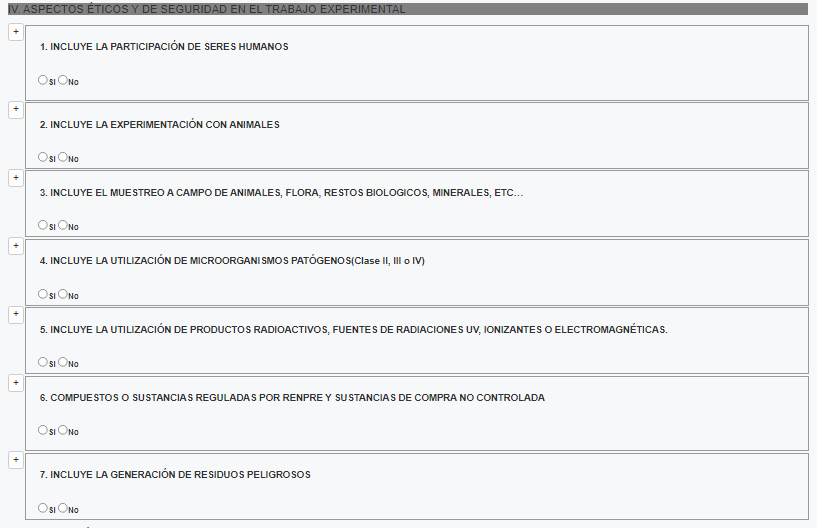 IV. ASPECTOS ÉTICOS Y DE SEGURIDAD EN EL TRABAJO EXPERIMENTAL
+
1. INCLUYE LA PARTICIPACIÓN DE SERES HUMANOS
SI No
+
2. INCLUYE LA EXPERIMENTACIÓN CON ANIMALES
SI No
+
3. INCLUYE EL MUESTREO A CAMPO DE ANIMALES, FLORA, RESTOS BIOLOGICOS, MINERALES, ETC...
SI No
+
4. INCLUYE LA UTILIZACIÓN DE MICROORGANISMOS PATÓGENOS(Clase II, III o IV)
SI No
+
5. INCLUYE LA UTILIZACIÓN DE PRODUCTOS RADIOACTIVOS, FUENTES DE RADIACIONES UV, IONIZANTES O ELECTROMAGNÉTICAS.
SI No
+
6. COMPUESTOS O SUSTANCIAS REGULADAS POR RENPRE Y SUSTANCIAS DE COMPRA NO CONTROLADA
SI No
+
7. INCLUYE LA GENERACIÓN DE RESIDUOS PELIGROSOS
SI No